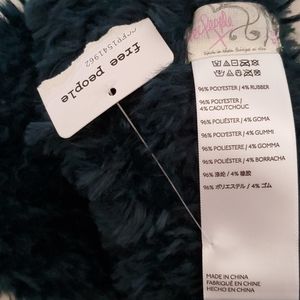 free people
~CFP1541962
96% POLYESTER / 4% RUBBER
96% POLYESTER /
4% CAOUTCHOUC
96% POLIÉSTER / 4% GOMA
96% POLYESTER / 4% GUMMI
96% POLIESTERE / 4% GOMMA
96% POLIÉSTER / 4% BORRACHA
96% 涤纶 / 4% 橡胶
96% ポリエステル / 4% ゴム
MADE IN CHINA
FABRIQUÉ EN CHINE
HECHO EN CHINA